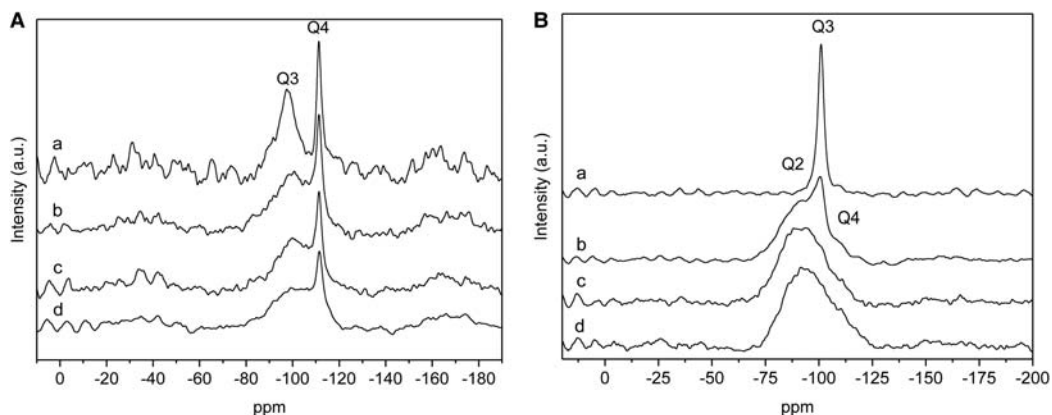 A
Q4
Q3
a
b
c
d
Intensity (a.u.)
0 -20 -40 -60 -80 -100 -120 -140 -160 -180
ppm
B
Q3
Q2
a
Q4
b
c
d
Intensity (a.u.)
0 -25 -50 -75 -100 -125 -150 -175 -200
ppm